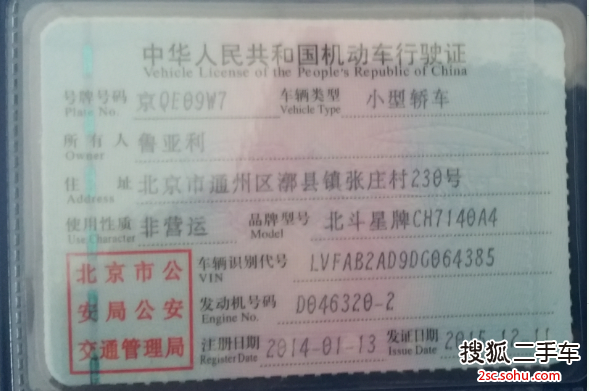 中华人民共和国机动车行驶证
Vehicle License of the People's Republic of China
号牌号码 京QE09W7 车辆类型 小型轿车
Plate No. Vehicle Type
所有人 鲁亚利
Owner
住址 北京市通州区漷县镇张庄村230号
Address
使用性质 非营运 品牌型号 北斗星牌CH7140A4
Use Character Model
北京市公安局公安交通管理局
车辆识别代号 LVFAB2AD9DG064385
VIN
发动机号码 D046320-2
Engine No.
注册日期 2014-01-13 发证日期 2015-12-11
Register Date Issue Date
搜狐二手车
2sc.sohu.com